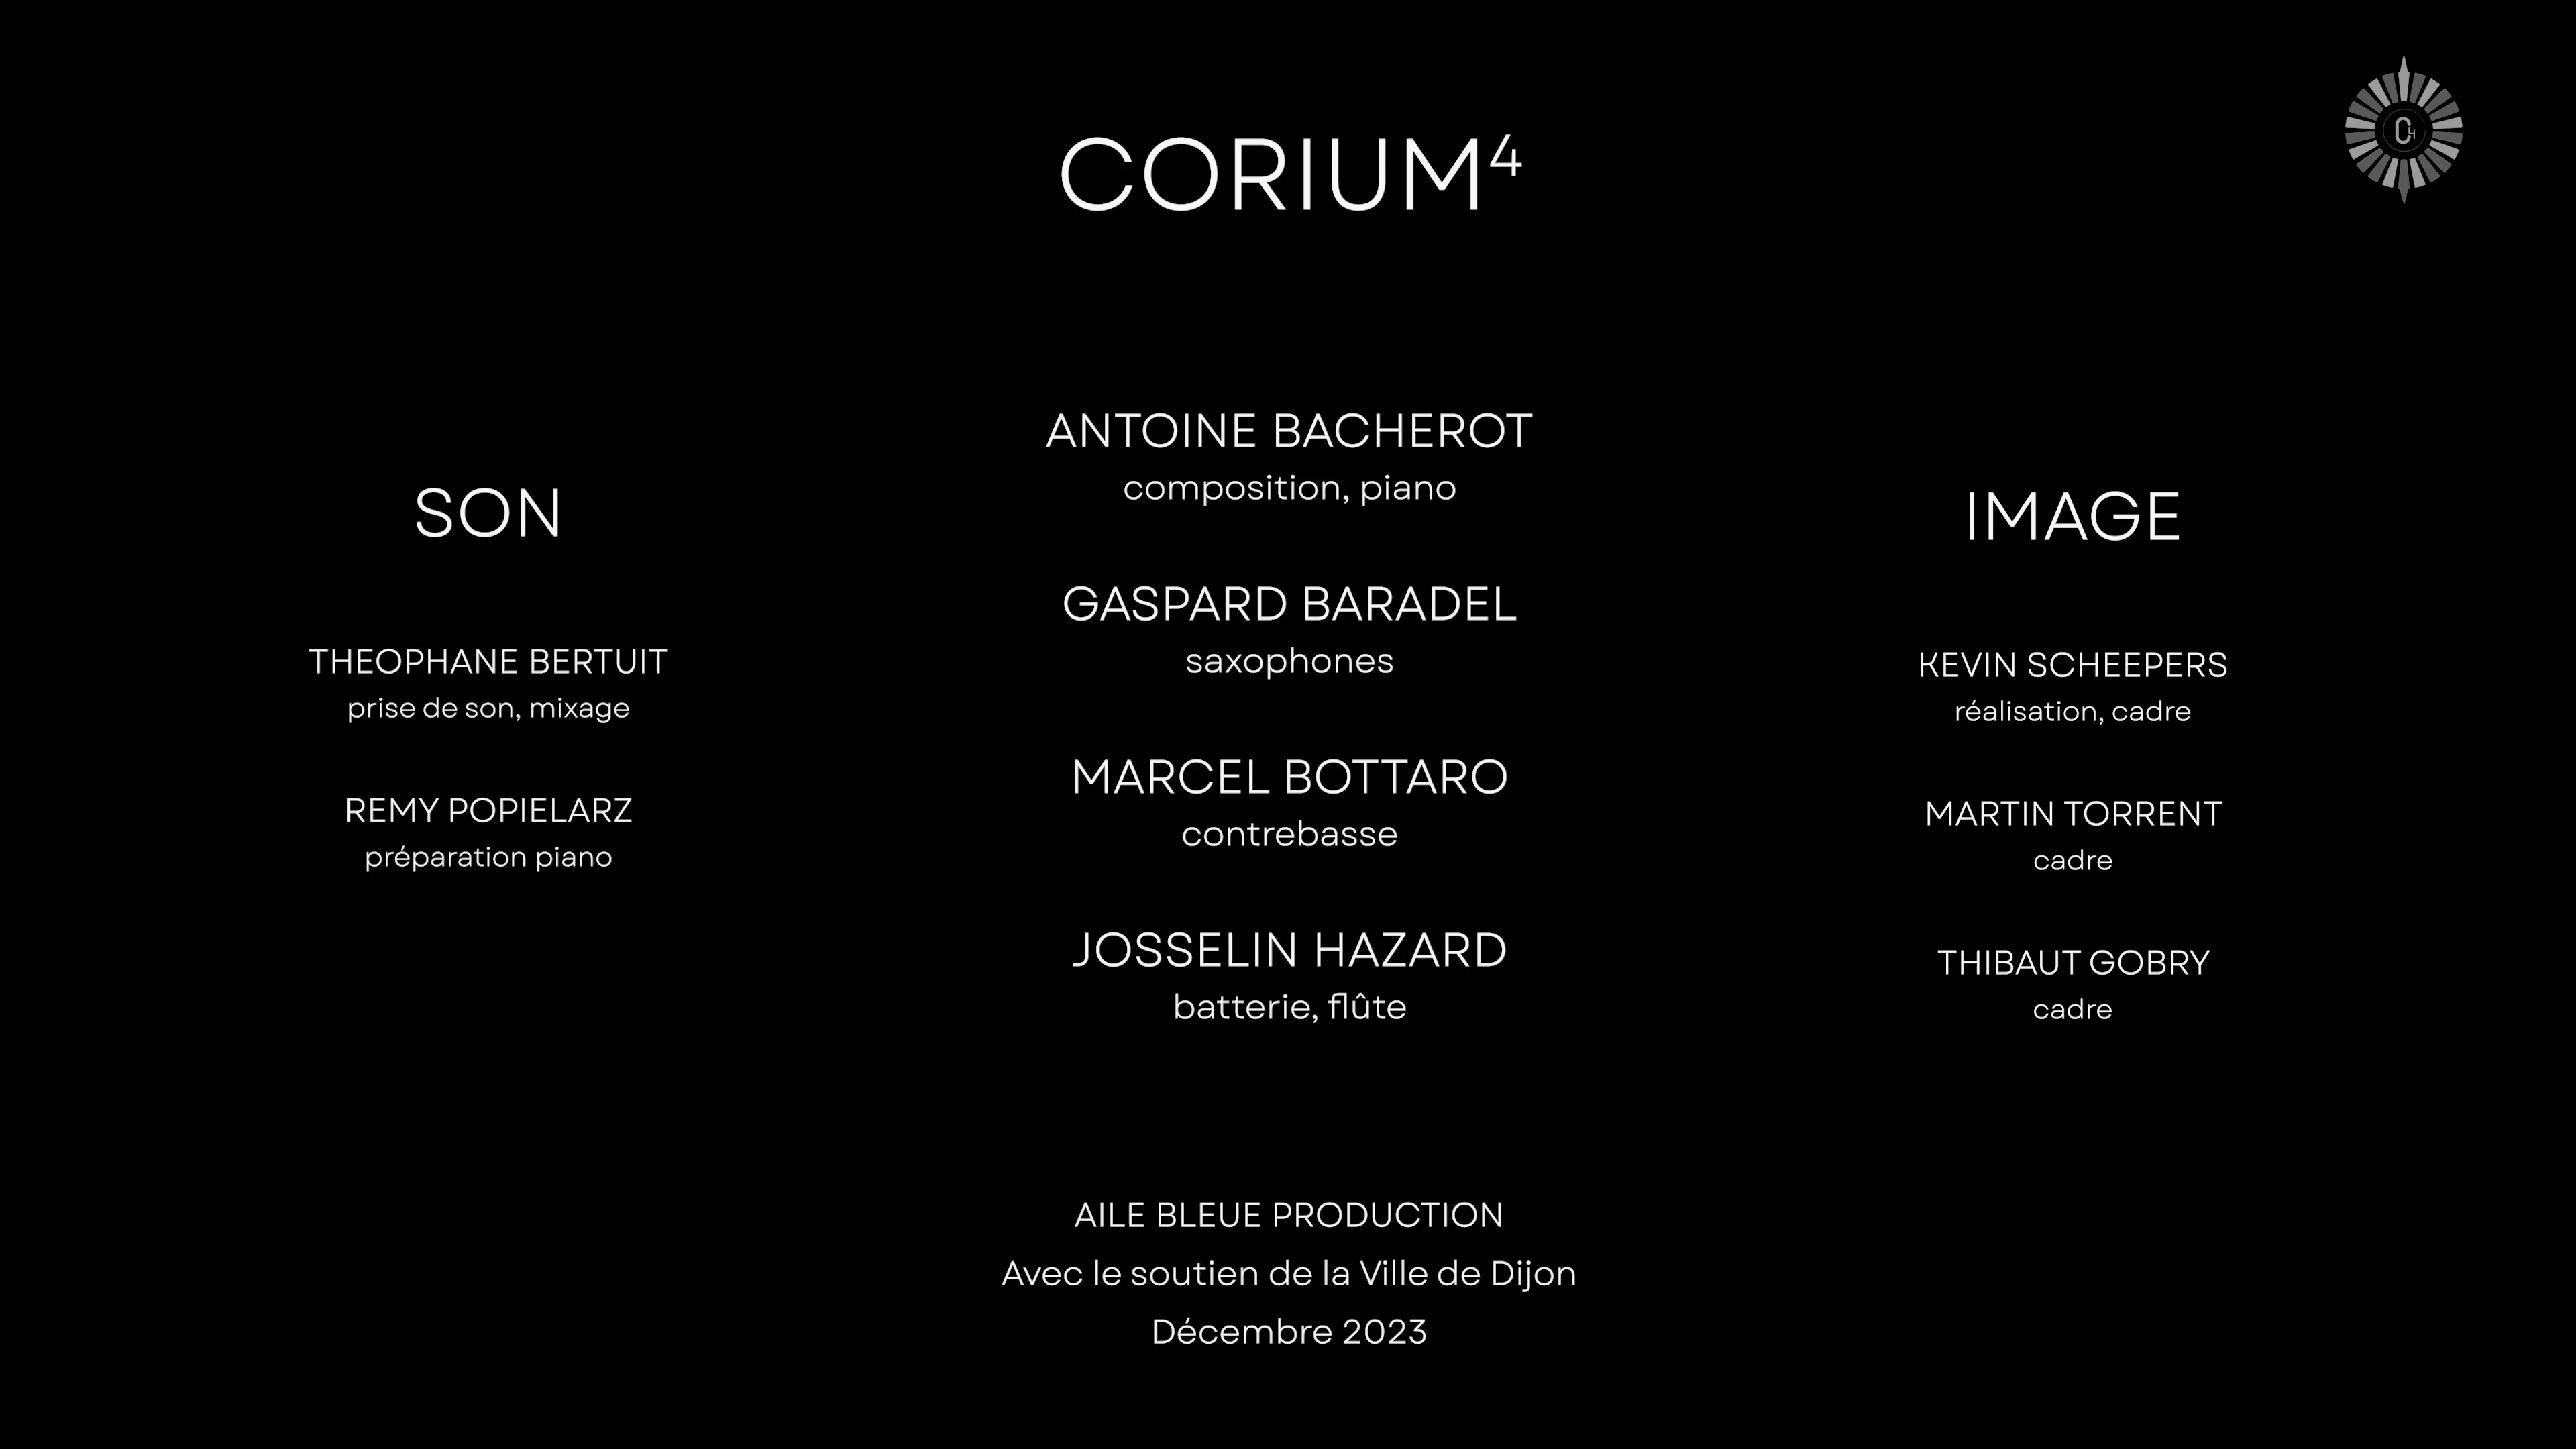 CORIUM⁴
SON
THEOPHANE BERTUIT
prise de son, mixage
REMY POPIELARZ
préparation piano
ANTOINE BACHEROT
composition, piano
GASPARD BARADEL
saxophones
MARCEL BOTTARO
contrebasse
JOSSELIN HAZARD
batterie, flûte
IMAGE
KEVIN SCHEEPERS
réalisation, cadre
MARTIN TORRENT
cadre
THIBAUT GOBRY
cadre
AILE BLEUE PRODUCTION
Avec le soutien de la Ville de Dijon
Décembre 2023
C4